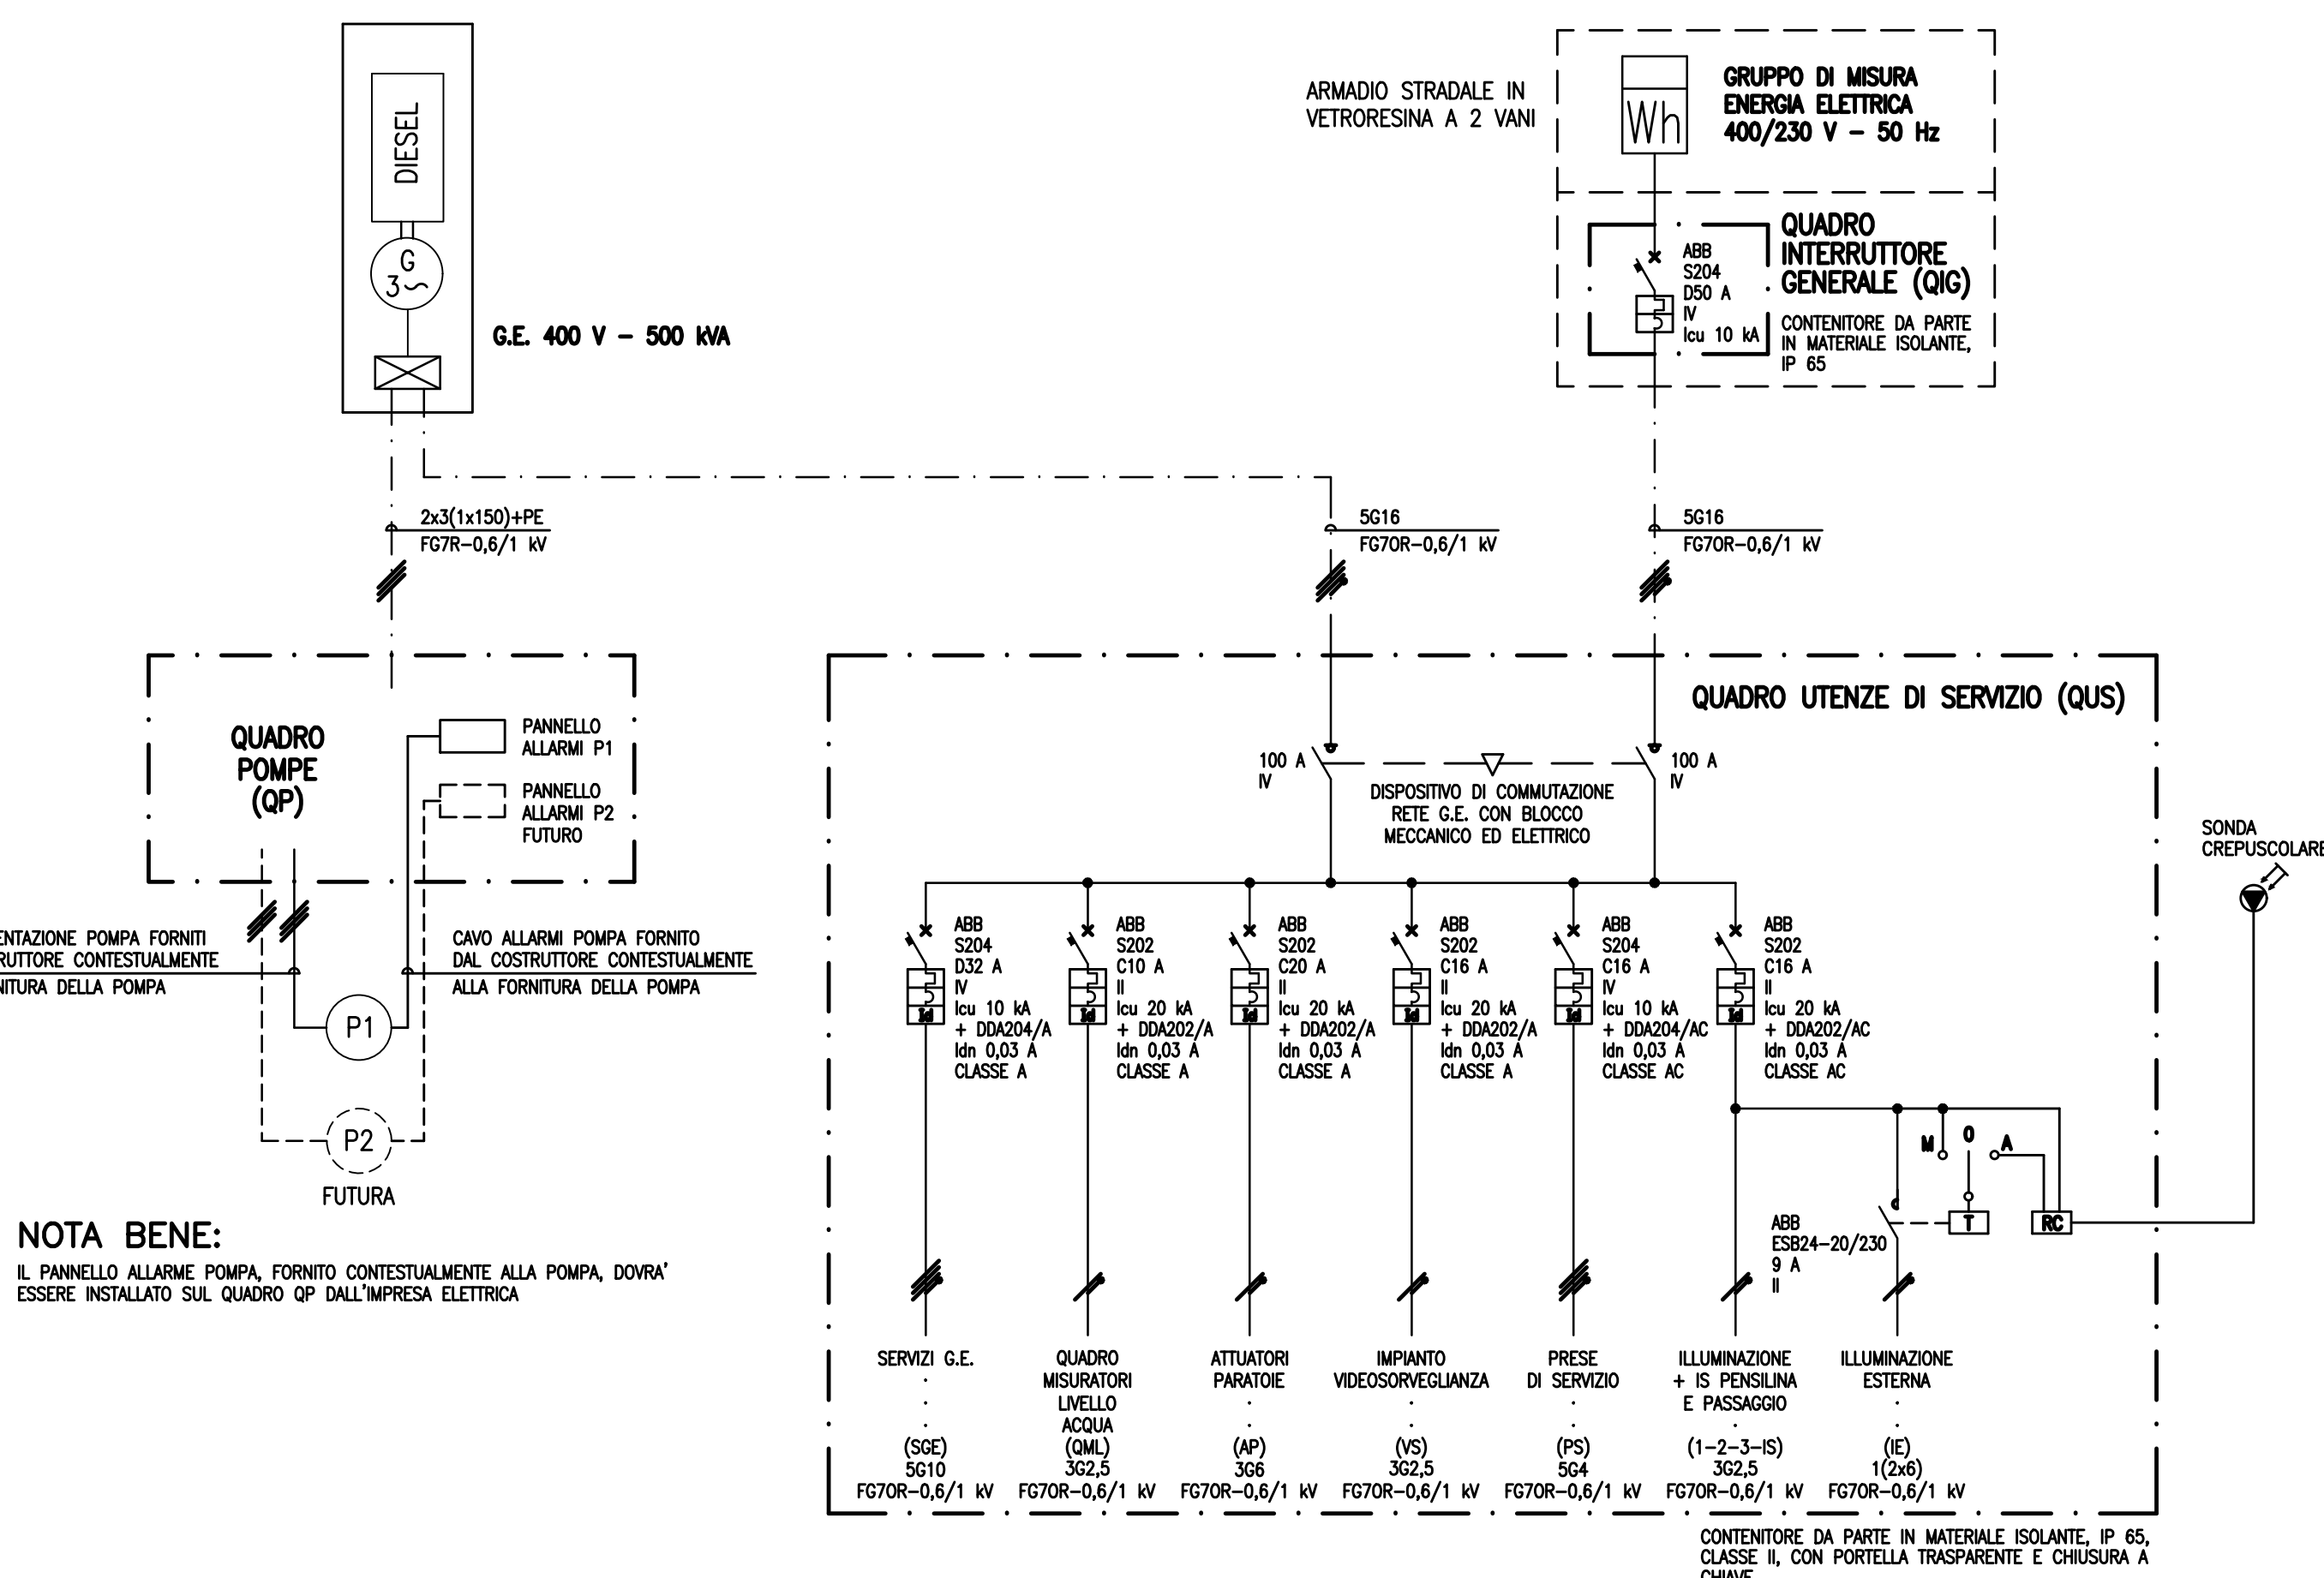 DIESEL
G
3~
G.E. 400 V - 500 kVA
ARMADIO STRADALE IN
VETRORESINA A 2 VANI
Wh
GRUPPO DI MISURA
ENERGIA ELETTRICA
400/230 V - 50 Hz
QUADRO
INTERRUTTORE
GENERALE (QIG)
ABB
S204
D50 A
IV
Icu 10 kA
CONTENITORE DA PARTE
IN MATERIALE ISOLANTE,
IP 65
2x3(1x150)+PE
FG7R-0,6/1 kV
5G16
FG7OR-0,6/1 kV
5G16
FG7OR-0,6/1 kV
QUADRO
POMPE
(QP)
PANNELLO
ALLARMI P1
PANNELLO
ALLARMI P2
FUTURO
ENTAZIONE POMPA FORNITI
RUTTORE CONTESTUALMENTE
NITURA DELLA POMPA
CAVO ALLARMI POMPA FORNITO
DAL COSTRUTTORE CONTESTUALMENTE
ALLA FORNITURA DELLA POMPA
P1
P2
FUTURA
NOTA BENE:
IL PANNELLO ALLARME POMPA, FORNITO CONTESTUALMENTE ALLA POMPA, DOVRA'
ESSERE INSTALLATO SUL QUADRO QP DALL'IMPRESA ELETTRICA
QUADRO UTENZE DI SERVIZIO (QUS)
100 A
IV
100 A
IV
DISPOSITIVO DI COMMUTAZIONE
RETE G.E. CON BLOCCO
MECCANICO ED ELETTRICO
SONDA
CREPUSCOLARE
ABB
S204
D32 A
IV
Icu 10 kA
+ DDA204/A
Idn 0,03 A
CLASSE A
Id
ABB
S202
C10 A
II
Icu 20 kA
+ DDA202/A
Idn 0,03 A
CLASSE A
Id
ABB
S202
C20 A
II
Icu 20 kA
+ DDA202/A
Idn 0,03 A
CLASSE A
Id
ABB
S202
C16 A
II
Icu 20 kA
+ DDA202/A
Idn 0,03 A
CLASSE A
Id
ABB
S204
C16 A
IV
Icu 10 kA
+ DDA204/AC
Idn 0,03 A
CLASSE AC
Id
ABB
S202
C16 A
II
Icu 20 kA
+ DDA202/AC
Idn 0,03 A
CLASSE AC
Id
M O A
T
RC
ABB
ESB24-20/230
9 A
II
SERVIZI G.E.
(SGE)
5G10
FG7OR-0,6/1 kV
QUADRO
MISURATORI
LIVELLO
ACQUA
(QML)
3G2,5
FG7OR-0,6/1 kV
ATTUATORI
PARATOIE
(AP)
3G6
FG7OR-0,6/1 kV
IMPIANTO
VIDEOSORVEGLIANZA
(VS)
3G2,5
FG7OR-0,6/1 kV
PRESE
DI SERVIZIO
(PS)
5G4
FG7OR-0,6/1 kV
ILLUMINAZIONE
+ IS PENSILINA
E PASSAGGIO
(1-2-3-IS)
3G2,5
FG7OR-0,6/1 kV
ILLUMINAZIONE
ESTERNA
(IE)
1(2x6)
FG7OR-0,6/1 kV
CONTENITORE DA PARTE IN MATERIALE ISOLANTE, IP 65,
CLASSE II, CON PORTELLA TRASPARENTE E CHIUSURA A
CHIAVE